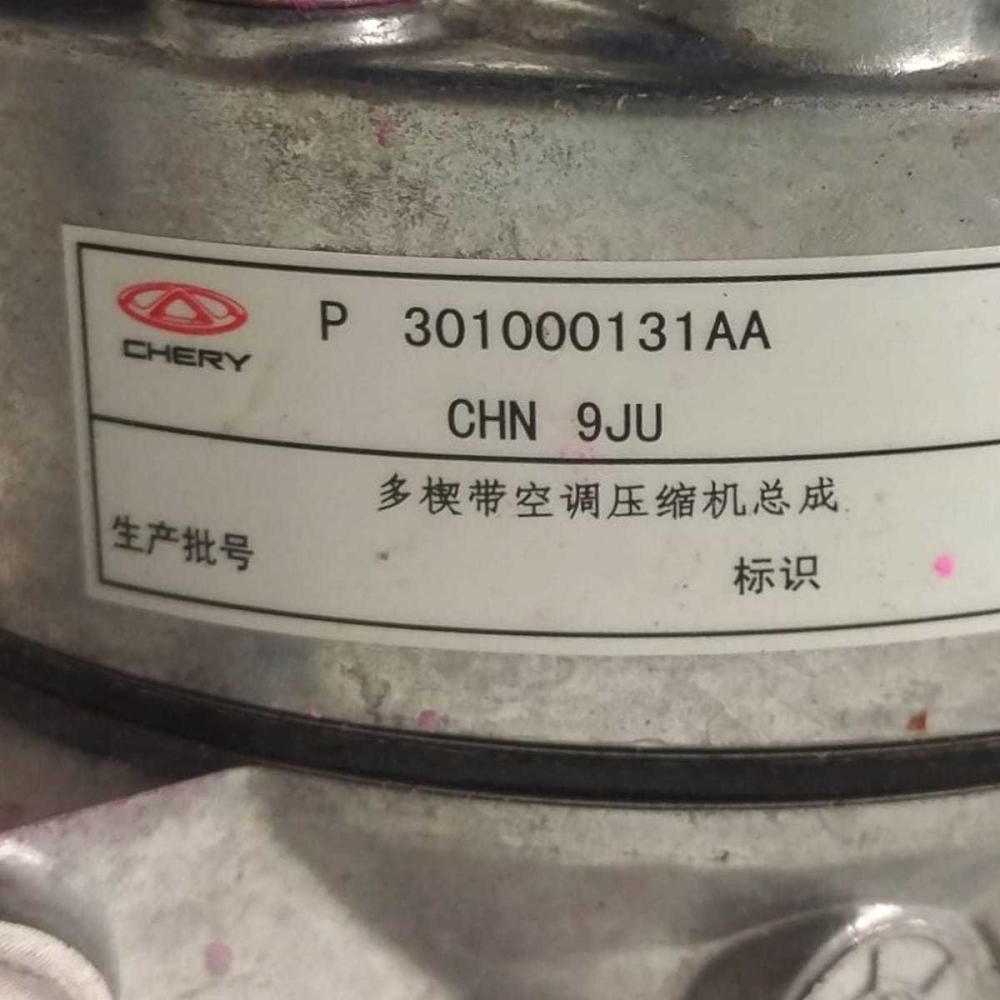 CHERY
P 301000131AA
CHN 9JU
多楔带空调压缩机总成
生产批号
标识